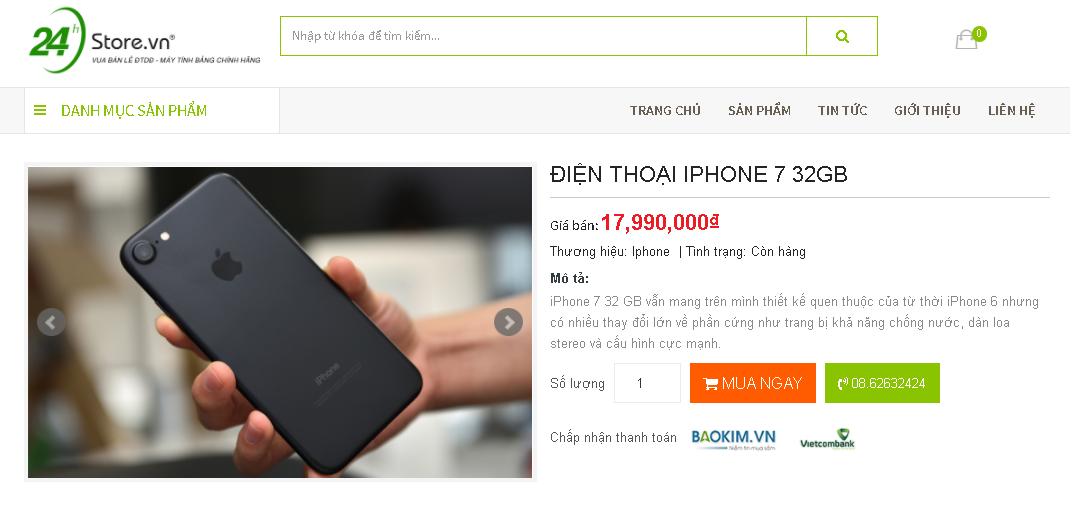 24h Store.vn®
VUA BÁN LẺ ĐTDĐ - MÁY TÍNH BẢNG CHÍNH HÃNG
Nhập từ khóa để tìm kiếm...
0
DANH MỤC SẢN PHẨM
TRANG CHỦ SẢN PHẨM TIN TỨC GIỚI THIỆU LIÊN HỆ
ĐIỆN THOẠI IPHONE 7 32GB
Giá bán: 17,990,000₫
Thương hiệu: Iphone | Tình trạng: Còn hàng
Mô tả:
iPhone 7 32 GB vẫn mang trên mình thiết kế quen thuộc của từ thời iPhone 6 nhưng
có nhiều thay đổi lớn về phần cứng như trang bị khả năng chống nước, dàn loa
stereo và cấu hình cực mạnh.
iPhone
Số lượng 1 MUA NGAY 08.62632424
Chấp nhận thanh toán BAOKIM.VN Vietcombank
Niềm tin mua sắm